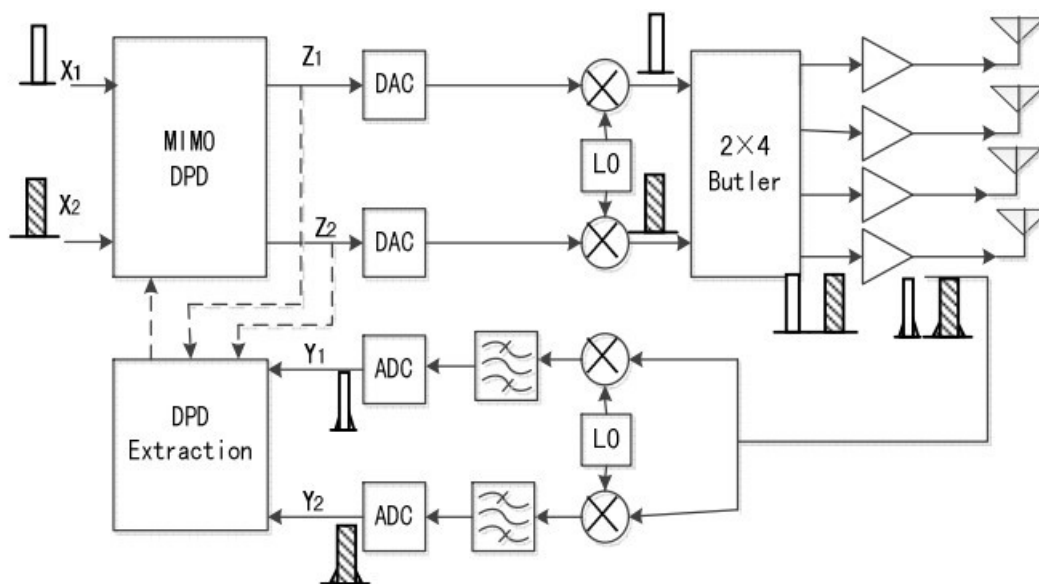 X1
Z1
DAC
MIMO
DPD
LO
2×4
Butler
X2
Z2
DAC
Y1
ADC
DPD
Extraction
LO
Y2
ADC